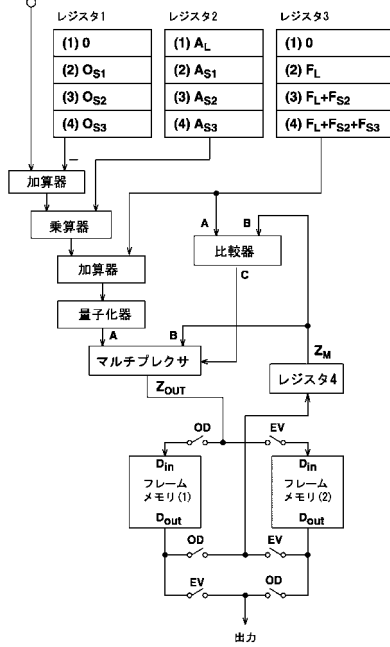 レジスタ1 レジスタ2 レジスタ3
(1) 0 (1) AL (1) 0
(2) OS1 (2) AS1 (2) FL
(3) OS2 (3) AS2 (3) FL+FS2
(4) OS3 (4) AS3 (4) FL+FS2+FS3
−
加算器
乗算器
A B
比較器
加算器
C
量子化器
A B
マルチプレクサ
ZM
レジスタ4
ZOUT
OD EV
Din Din
フレーム フレーム
メモリ(1) メモリ(2)
Dout Dout
OD EV
EV OD
出力